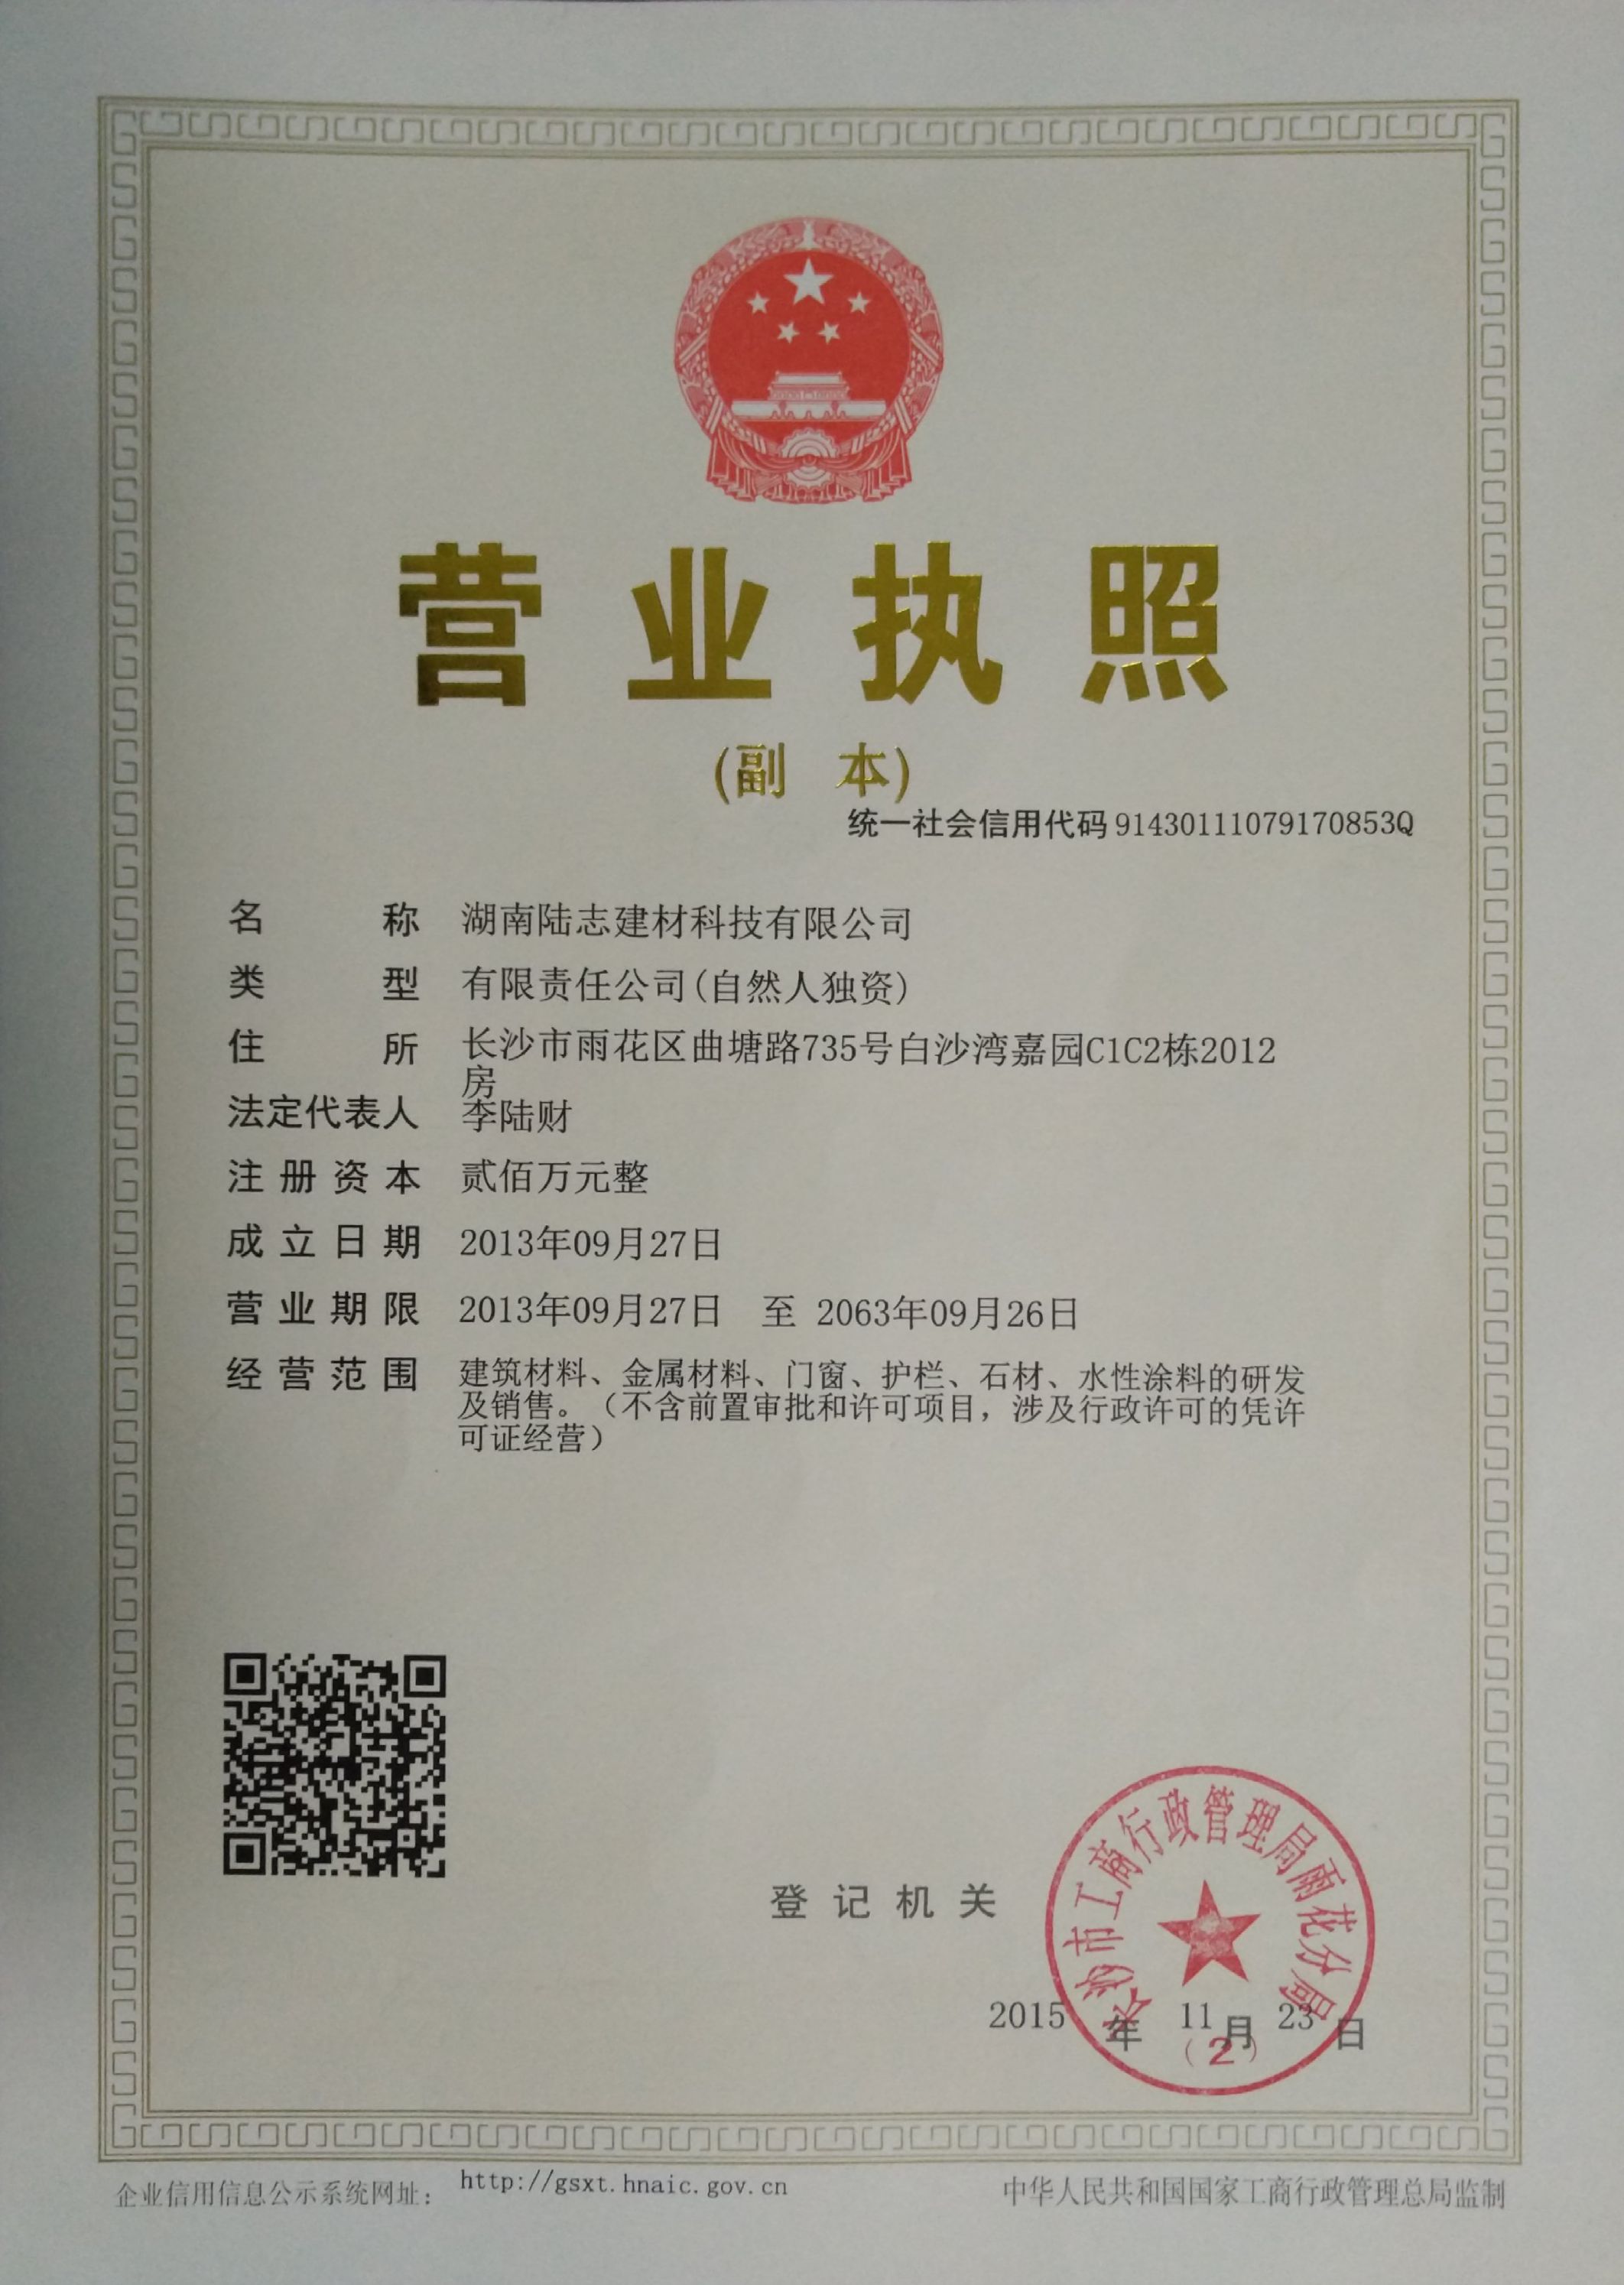 营业执照
(副 本)
统一社会信用代码 91430111079170853Q
名 称 湖南陆志建材科技有限公司
类 型 有限责任公司(自然人独资)
住 所 长沙市雨花区曲塘路735号白沙湾嘉园C1C2栋2012
房
法定代表人 李陆财
注册资本 贰佰万元整
成立日期 2013年09月27日
营业期限 2013年09月27日 至 2063年09月26日
经营范围 建筑材料、金属材料、门窗、护栏、石材、水性涂料的研发
及销售。（不含前置审批和许可项目，涉及行政许可的凭许
可证经营）
长沙市工商行政管理局雨花分局
登记机关
2015年 11月 23日
（2）
企业信用信息公示系统网址： http://gsxt.hnaic.gov.cn 中华人民共和国国家工商行政管理总局监制